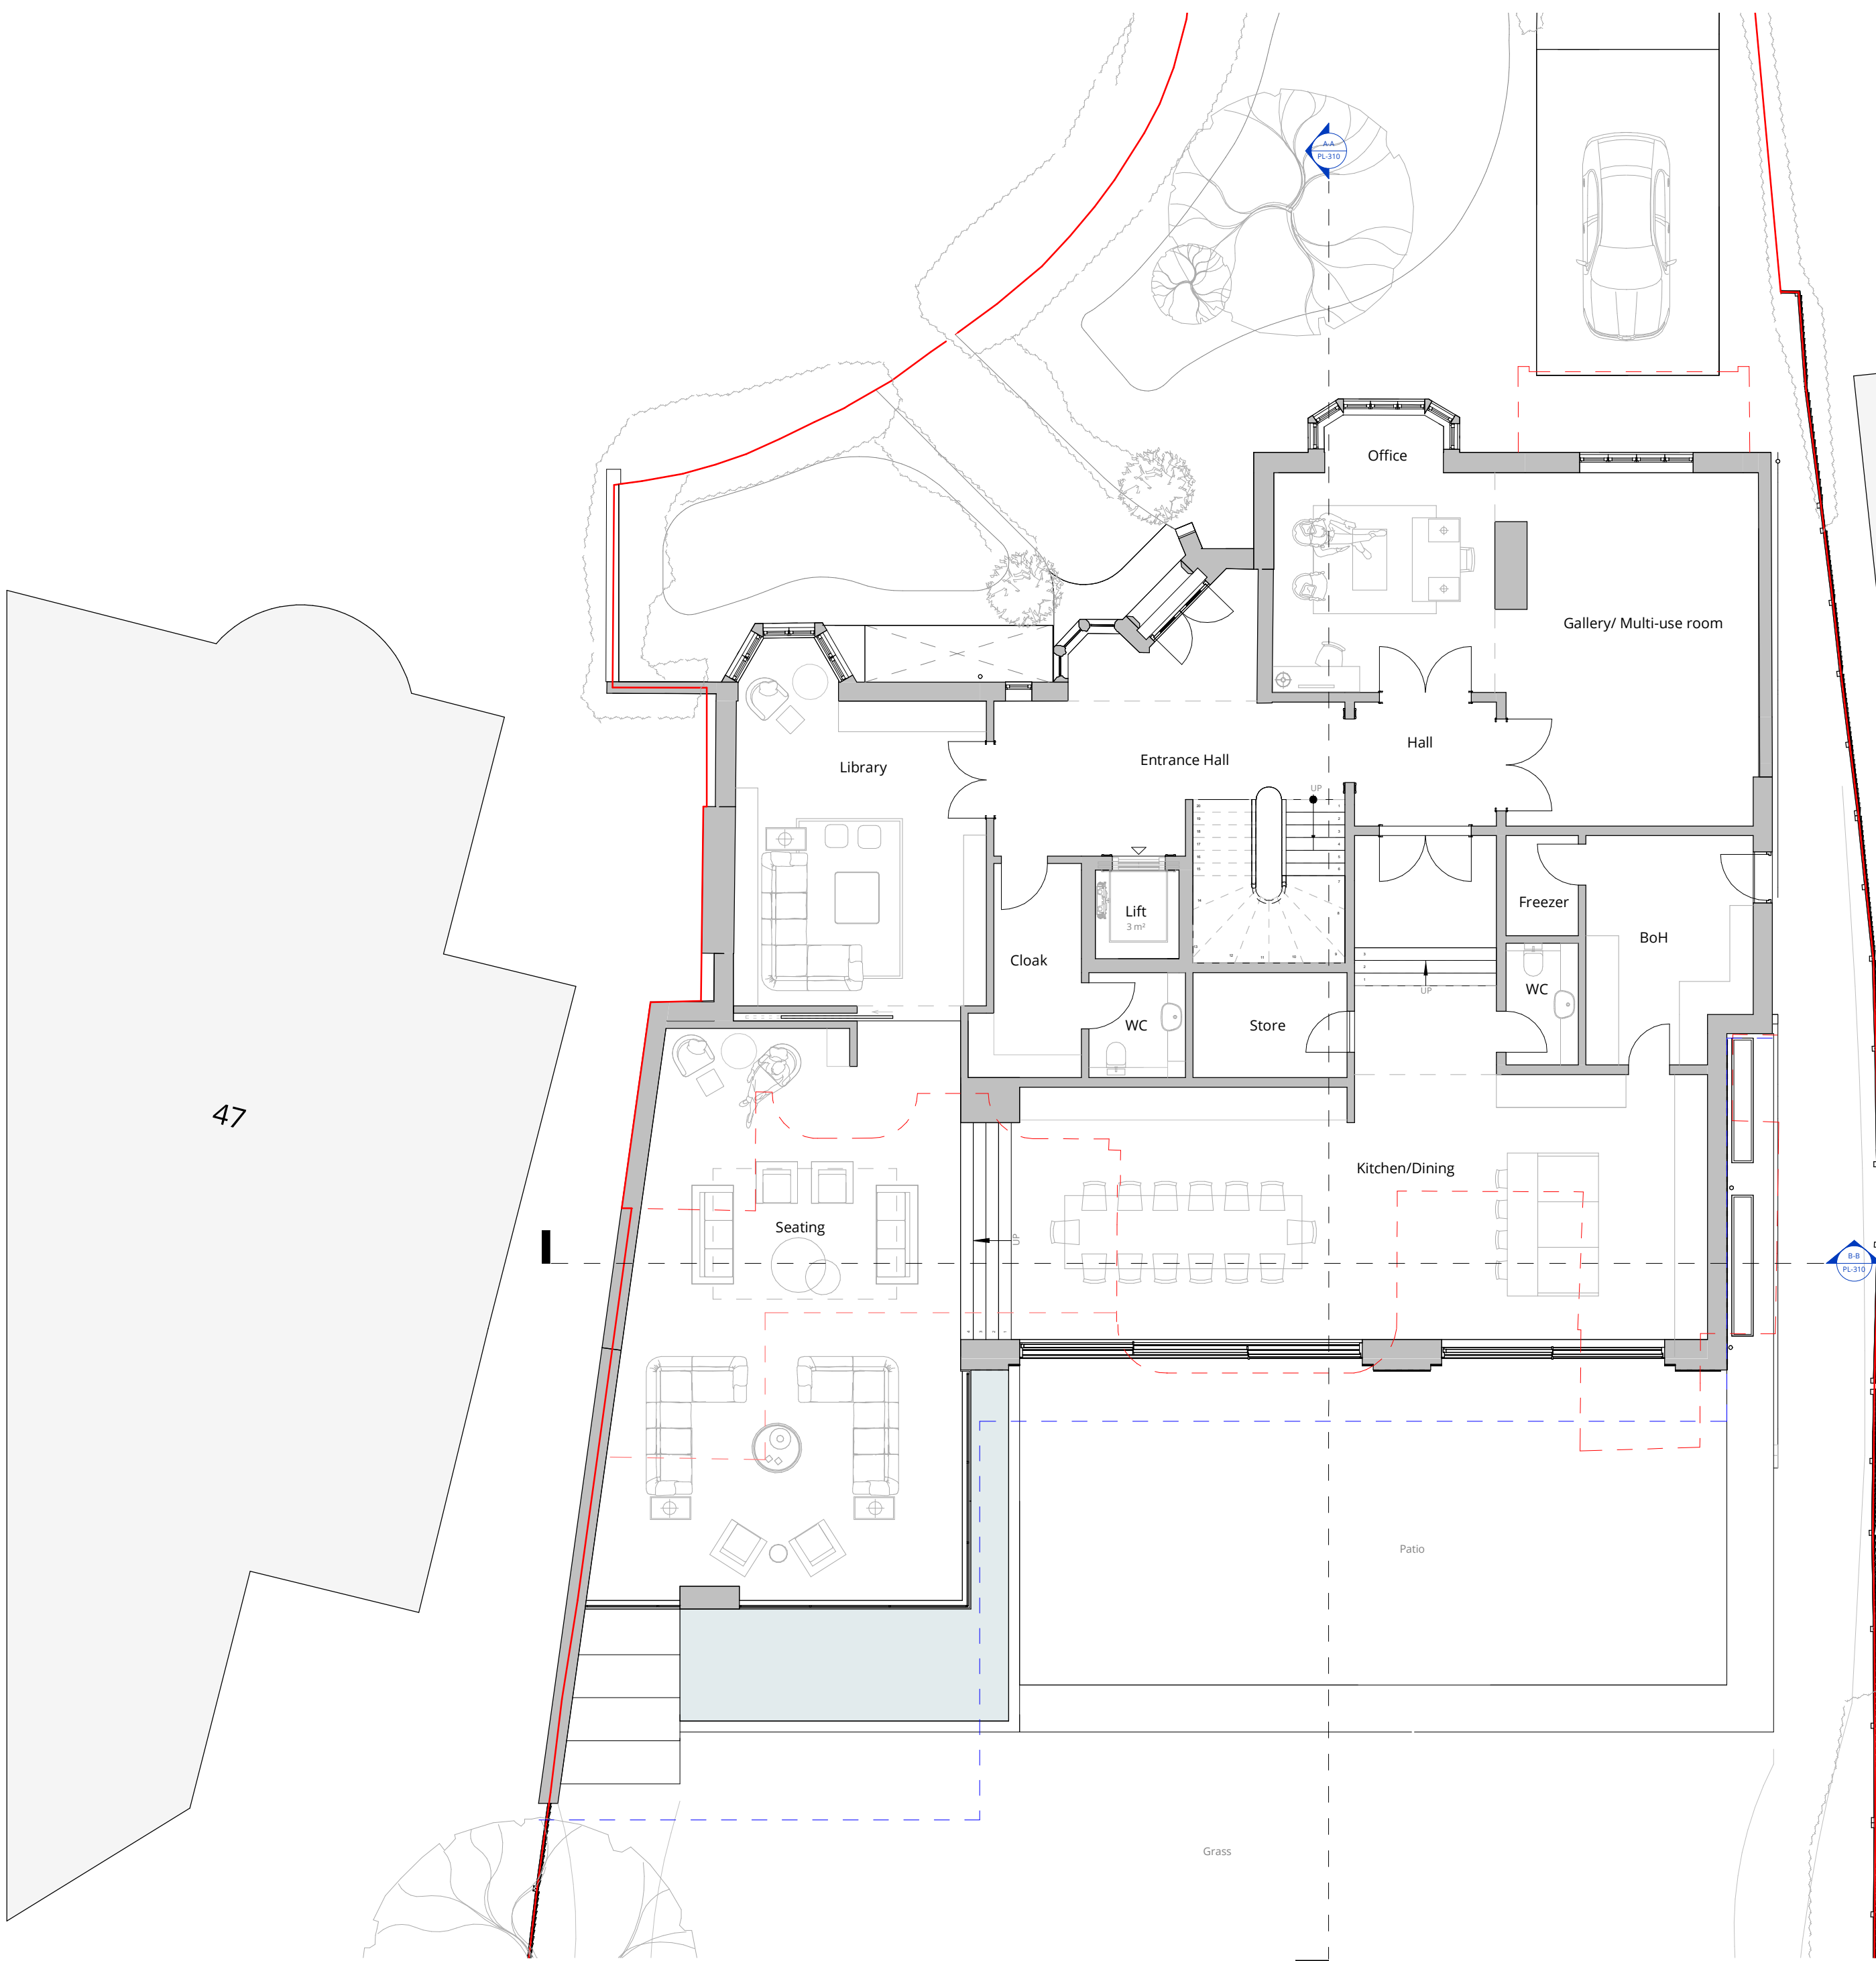 A-A
PL-310
Office
Gallery/ Multi-use room
Hall
Entrance Hall
Library
UP
Lift
3 m²
Freezer
BoH
Cloak
WC
UP
WC
Store
47
Kitchen/Dining
Seating
UP
B-B
PL-310
Patio
Grass